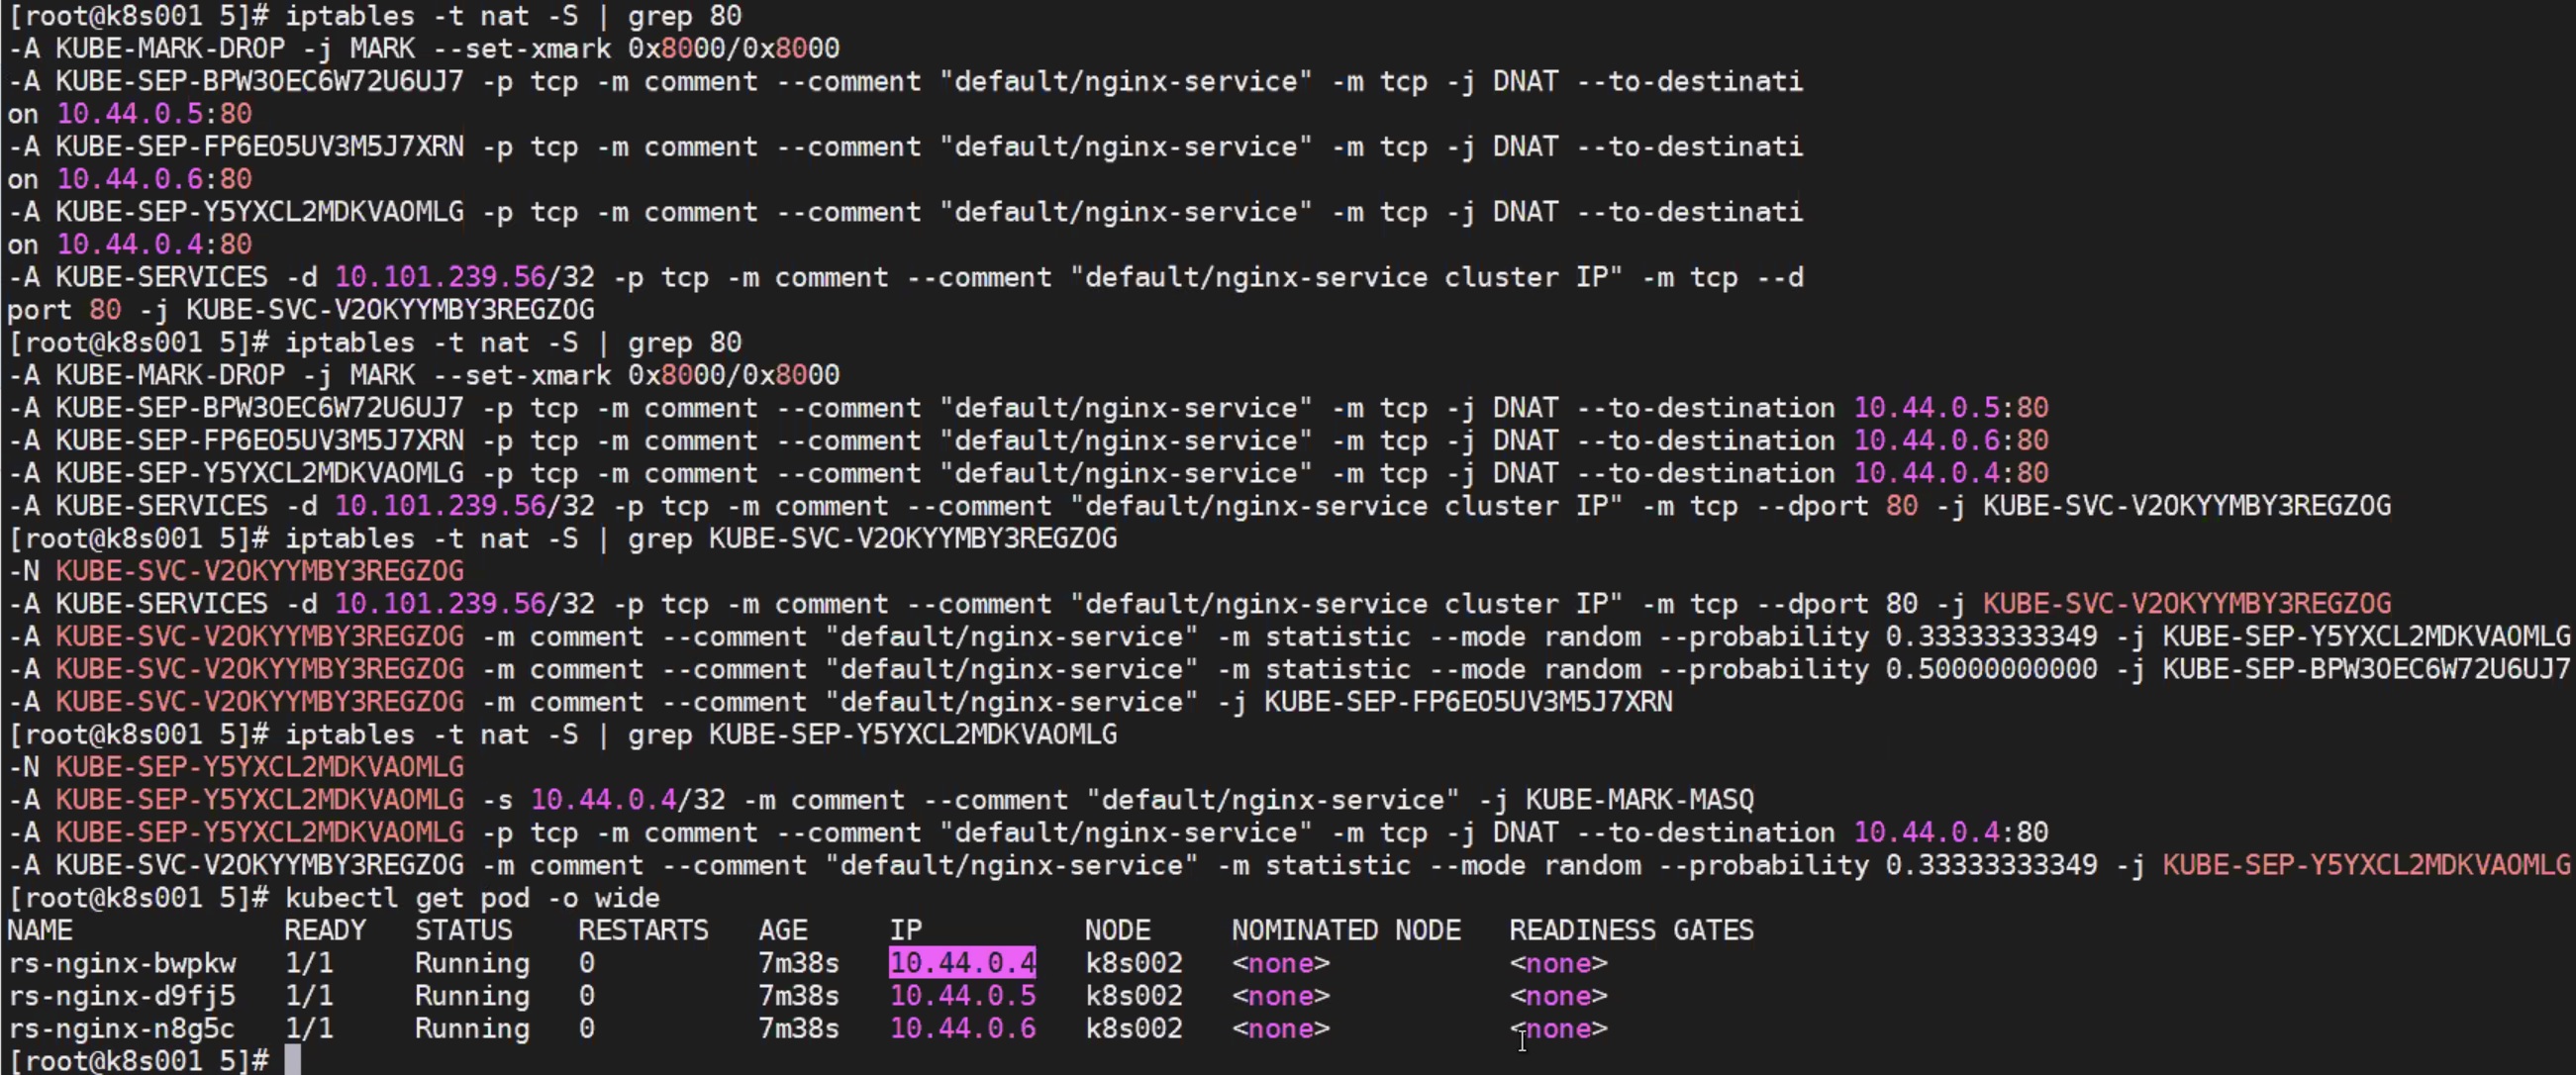 [root@k8s001 5]# iptables -t nat -S | grep 80
-A KUBE-MARK-DROP -j MARK --set-xmark 0x8000/0x8000
-A KUBE-SEP-BPW3OEC6W72U6UJ7 -p tcp -m comment --comment "default/nginx-service" -m tcp -j DNAT --to-destinati
on 10.44.0.5:80
-A KUBE-SEP-FP6EO5UV3M5J7XRN -p tcp -m comment --comment "default/nginx-service" -m tcp -j DNAT --to-destinati
on 10.44.0.6:80
-A KUBE-SEP-Y5YXCL2MDKVAOMLG -p tcp -m comment --comment "default/nginx-service" -m tcp -j DNAT --to-destinati
on 10.44.0.4:80
-A KUBE-SERVICES -d 10.101.239.56/32 -p tcp -m comment --comment "default/nginx-service cluster IP" -m tcp --d
port 80 -j KUBE-SVC-V2OKYYMBY3REGZOG
[root@k8s001 5]# iptables -t nat -S | grep 80
-A KUBE-MARK-DROP -j MARK --set-xmark 0x8000/0x8000
-A KUBE-SEP-BPW3OEC6W72U6UJ7 -p tcp -m comment --comment "default/nginx-service" -m tcp -j DNAT --to-destination 10.44.0.5:80
-A KUBE-SEP-FP6EO5UV3M5J7XRN -p tcp -m comment --comment "default/nginx-service" -m tcp -j DNAT --to-destination 10.44.0.6:80
-A KUBE-SEP-Y5YXCL2MDKVAOMLG -p tcp -m comment --comment "default/nginx-service" -m tcp -j DNAT --to-destination 10.44.0.4:80
-A KUBE-SERVICES -d 10.101.239.56/32 -p tcp -m comment --comment "default/nginx-service cluster IP" -m tcp --dport 80 -j KUBE-SVC-V2OKYYMBY3REGZOG
[root@k8s001 5]# iptables -t nat -S | grep KUBE-SVC-V2OKYYMBY3REGZOG
-N KUBE-SVC-V2OKYYMBY3REGZOG
-A KUBE-SERVICES -d 10.101.239.56/32 -p tcp -m comment --comment "default/nginx-service cluster IP" -m tcp --dport 80 -j KUBE-SVC-V2OKYYMBY3REGZOG
-A KUBE-SVC-V2OKYYMBY3REGZOG -m comment --comment "default/nginx-service" -m statistic --mode random --probability 0.33333333349 -j KUBE-SEP-Y5YXCL2MDKVAOMLG
-A KUBE-SVC-V2OKYYMBY3REGZOG -m comment --comment "default/nginx-service" -m statistic --mode random --probability 0.50000000000 -j KUBE-SEP-BPW3OEC6W72U6UJ7
-A KUBE-SVC-V2OKYYMBY3REGZOG -m comment --comment "default/nginx-service" -j KUBE-SEP-FP6EO5UV3M5J7XRN
[root@k8s001 5]# iptables -t nat -S | grep KUBE-SEP-Y5YXCL2MDKVAOMLG
-N KUBE-SEP-Y5YXCL2MDKVAOMLG
-A KUBE-SEP-Y5YXCL2MDKVAOMLG -s 10.44.0.4/32 -m comment --comment "default/nginx-service" -j KUBE-MARK-MASQ
-A KUBE-SEP-Y5YXCL2MDKVAOMLG -p tcp -m comment --comment "default/nginx-service" -m tcp -j DNAT --to-destination 10.44.0.4:80
-A KUBE-SVC-V2OKYYMBY3REGZOG -m comment --comment "default/nginx-service" -m statistic --mode random --probability 0.33333333349 -j KUBE-SEP-Y5YXCL2MDKVAOMLG
[root@k8s001 5]# kubectl get pod -o wide
NAME READY STATUS RESTARTS AGE IP NODE NOMINATED NODE READINESS GATES
rs-nginx-bwpkw 1/1 Running 0 7m38s 10.44.0.4 k8s002 <none> <none>
rs-nginx-d9fj5 1/1 Running 0 7m38s 10.44.0.5 k8s002 <none> <none>
rs-nginx-n8g5c 1/1 Running 0 7m38s 10.44.0.6 k8s002 <none> <none>
[root@k8s001 5]#